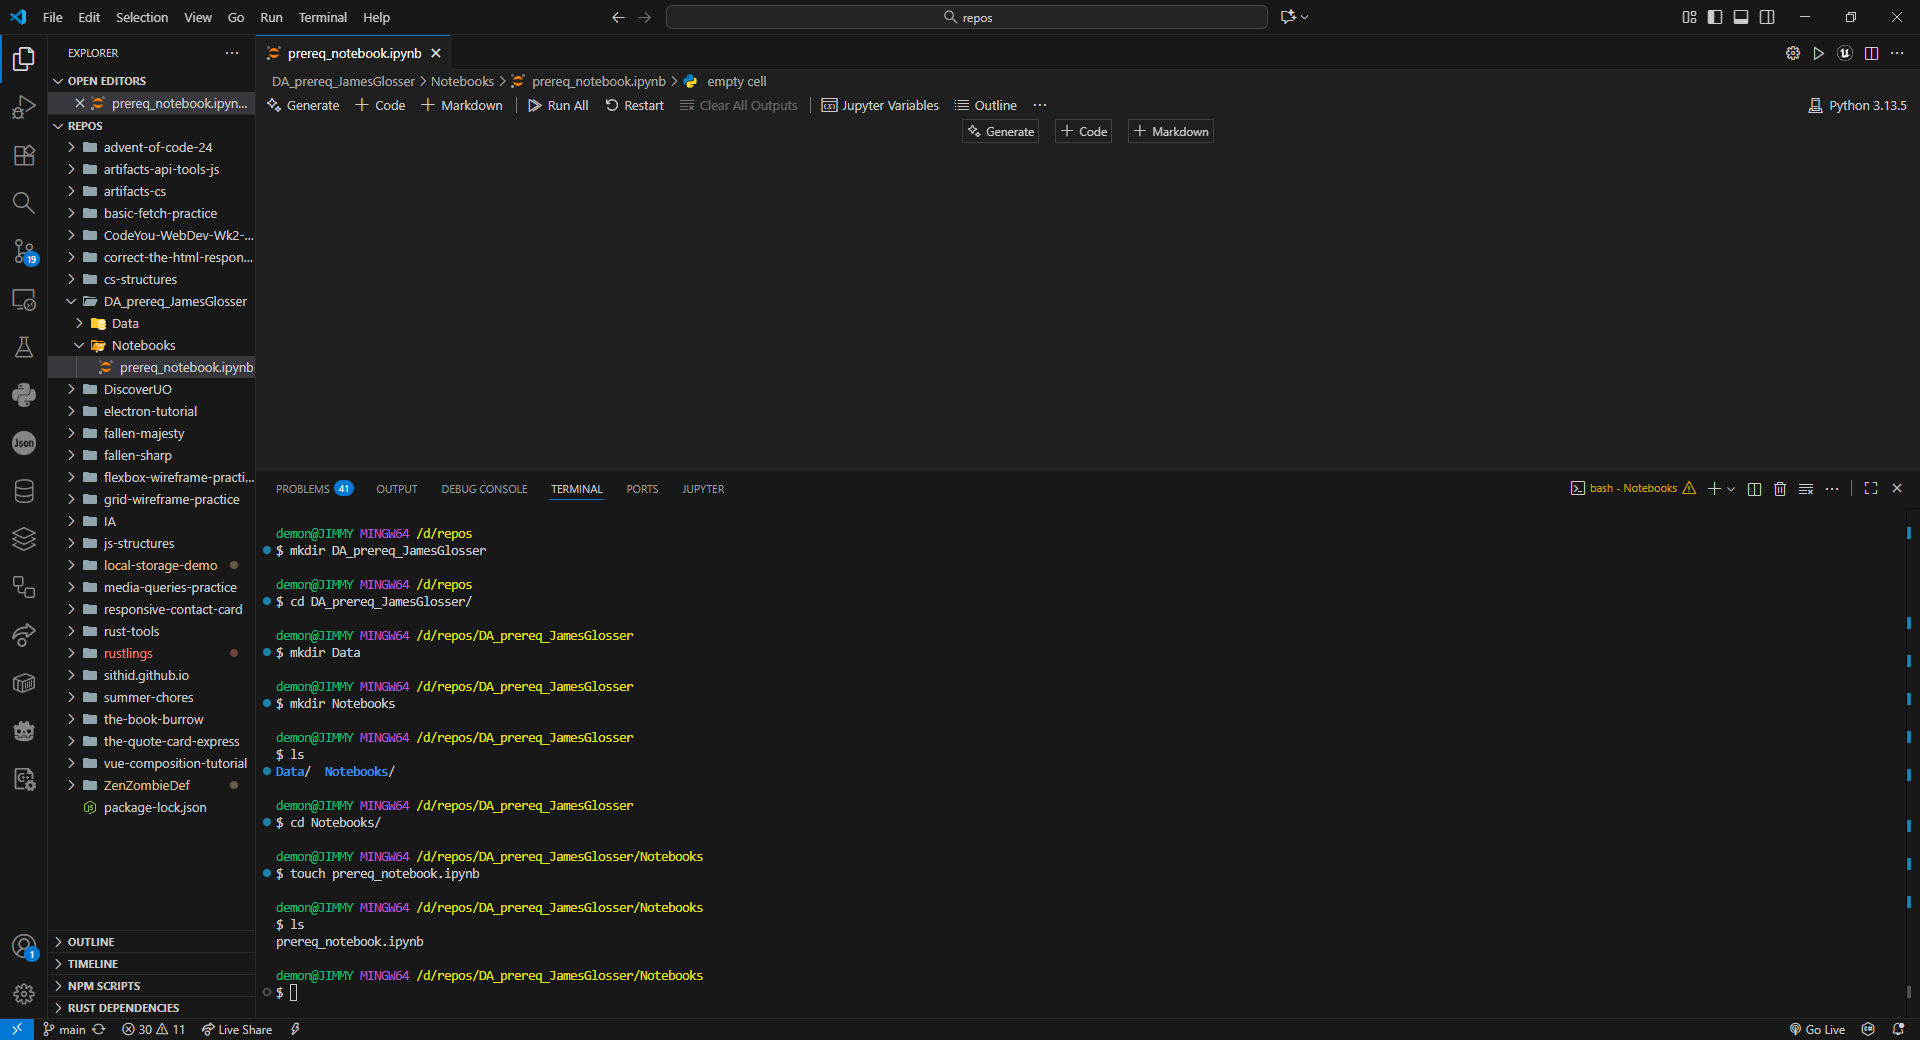 File Edit Selection View Go Run Terminal Help
repos
EXPLORER
OPEN EDITORS
prereq_notebook.ipyn...
REPOS
advent-of-code-24
artifacts-api-tools-js
artifacts-cs
basic-fetch-practice
CodeYou-WebDev-Wk2-...
correct-the-html-respon...
cs-structures
DA_prereq_JamesGlosser
Data
Notebooks
prereq_notebook.ipynb
DiscoverUO
electron-tutorial
fallen-majesty
fallen-sharp
flexbox-wireframe-practi...
grid-wireframe-practice
IA
js-structures
local-storage-demo
media-queries-practice
responsive-contact-card
rust-tools
rustlings
sithid.github.io
summer-chores
the-book-burrow
the-quote-card-express
vue-composition-tutorial
ZenZombieDef
package-lock.json
OUTLINE
TIMELINE
NPM SCRIPTS
RUST DEPENDENCIES
19
Json
1
prereq_notebook.ipynb
DA_prereq_JamesGlosser > Notebooks > prereq_notebook.ipynb > empty cell
Generate + Code + Markdown Run All Restart Clear All Outputs Jupyter Variables Outline ...
Python 3.13.5
Generate + Code + Markdown
PROBLEMS 41 OUTPUT DEBUG CONSOLE TERMINAL PORTS JUPYTER
bash - Notebooks
demon@JIMMY MINGW64 /d/repos
$ mkdir DA_prereq_JamesGlosser
demon@JIMMY MINGW64 /d/repos
$ cd DA_prereq_JamesGlosser/
demon@JIMMY MINGW64 /d/repos/DA_prereq_JamesGlosser
$ mkdir Data
demon@JIMMY MINGW64 /d/repos/DA_prereq_JamesGlosser
$ mkdir Notebooks
demon@JIMMY MINGW64 /d/repos/DA_prereq_JamesGlosser
$ ls
Data/ Notebooks/
demon@JIMMY MINGW64 /d/repos/DA_prereq_JamesGlosser
$ cd Notebooks/
demon@JIMMY MINGW64 /d/repos/DA_prereq_JamesGlosser/Notebooks
$ touch prereq_notebook.ipynb
demon@JIMMY MINGW64 /d/repos/DA_prereq_JamesGlosser/Notebooks
$ ls
prereq_notebook.ipynb
demon@JIMMY MINGW64 /d/repos/DA_prereq_JamesGlosser/Notebooks
$
main 30 11 Live Share
Go Live